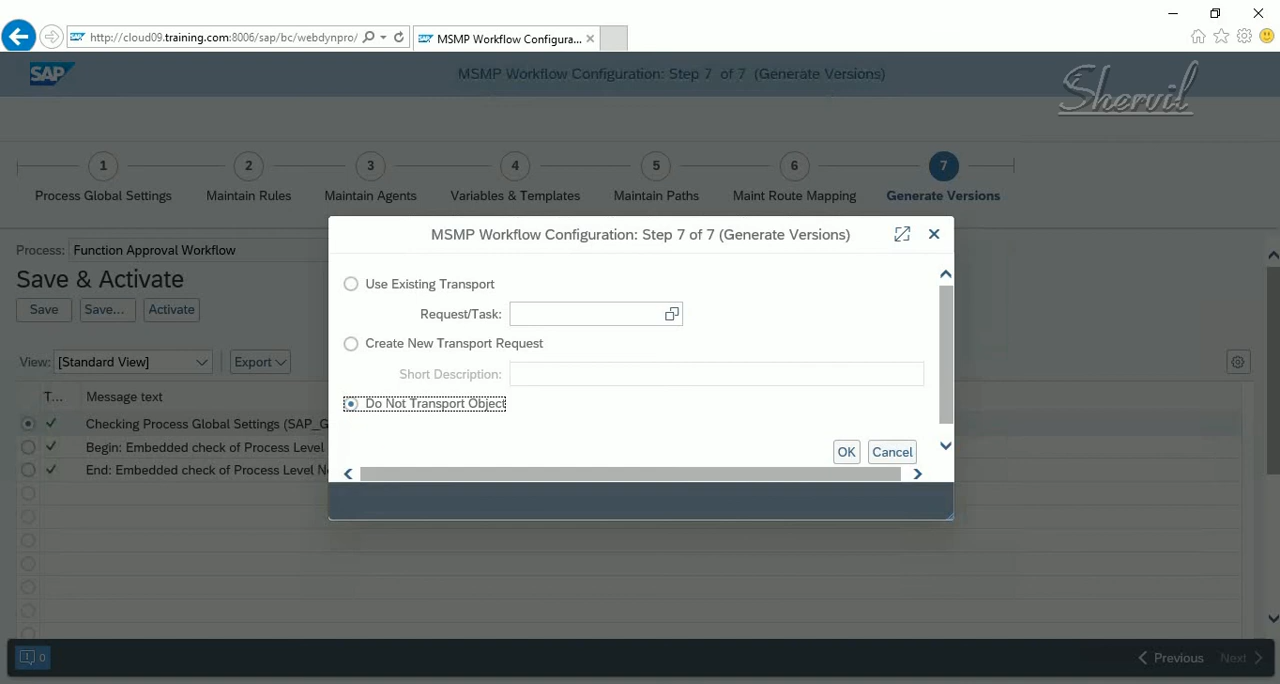 http://cloud09.training.com:8006/sap/bc/webdynpro/
MSMP Workflow Configura...
SAP
MSMP Workflow Configuration: Step 7 of 7 (Generate Versions)
Shervil
1
2
3
4
5
6
7
Process Global Settings
Maintain Rules
Maintain Agents
Variables & Templates
Maintain Paths
Maint Route Mapping
Generate Versions
MSMP Workflow Configuration: Step 7 of 7 (Generate Versions)
Process: Function Approval Workflow
Save & Activate
Save
Save...
Activate
Use Existing Transport
Request/Task:
Create New Transport Request
Short Description:
Do Not Transport Object
OK
Cancel
View: [Standard View]
Export
T...
Message text
Checking Process Global Settings (SAP_G
Begin: Embedded check of Process Level
End: Embedded check of Process Level N
0
Previous
Next